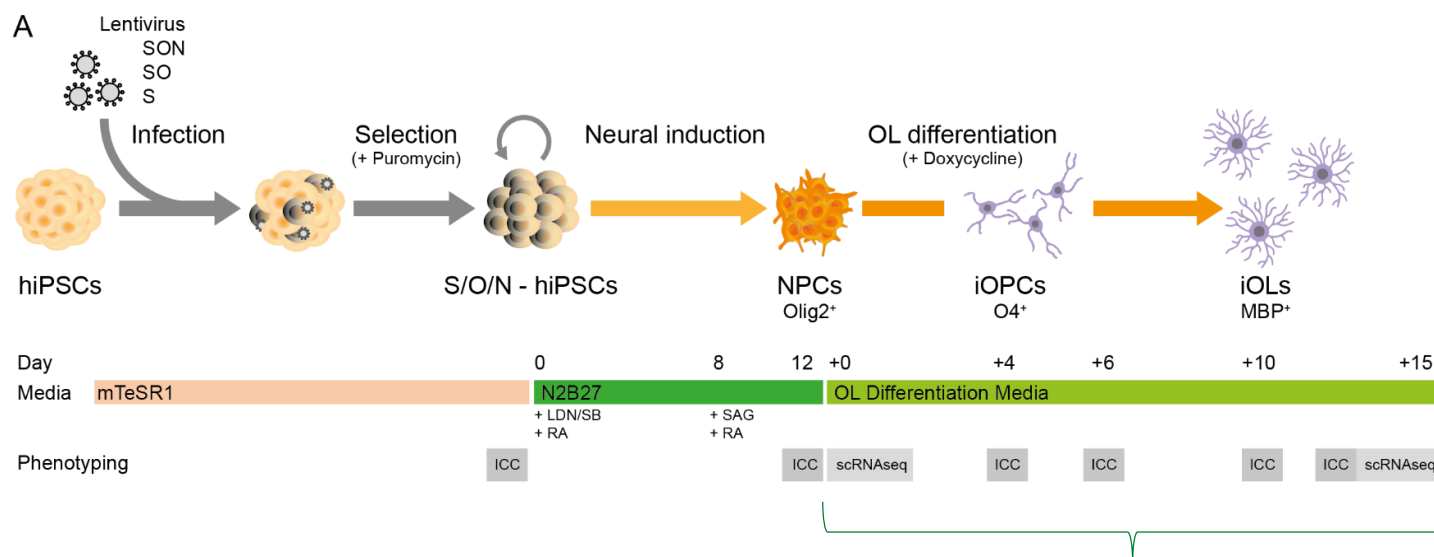 A
Lentivirus
SON
SO
S
Infection
Selection
(+ Puromycin)
Neural induction
OL differentiation
(+ Doxycycline)
hiPSCs
S/O/N - hiPSCs
NPCs
Olig2⁺
iOPCs
O4⁺
iOLs
MBP⁺
Day 0 8 12 +0 +4 +6 +10 +15
Media mTeSR1 N2B27 OL Differentiation Media
+ LDN/SB + SAG
+ RA + RA
Phenotyping ICC ICC scRNAseq ICC ICC ICC ICC scRNAseq